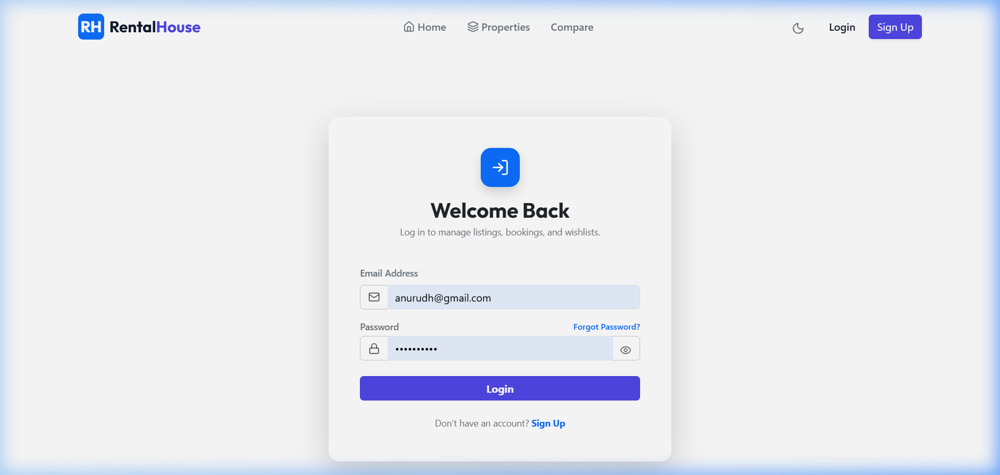 RH RentalHouse
Home Properties Compare
Login Sign Up
Welcome Back
Log in to manage listings, bookings, and wishlists.
Email Address
anurudh@gmail.com
Password Forgot Password?
••••••••••
Login
Don't have an account? Sign Up